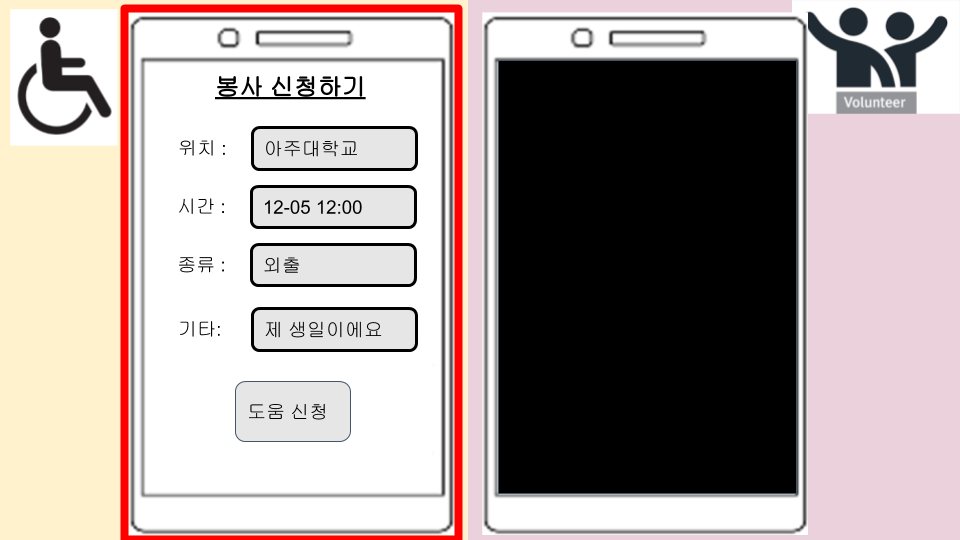 봉사 신청하기
위치 : 아주대학교
시간 : 12-05 12:00
종류 : 외출
기타: 제 생일이에요
도움 신청
Volunteer